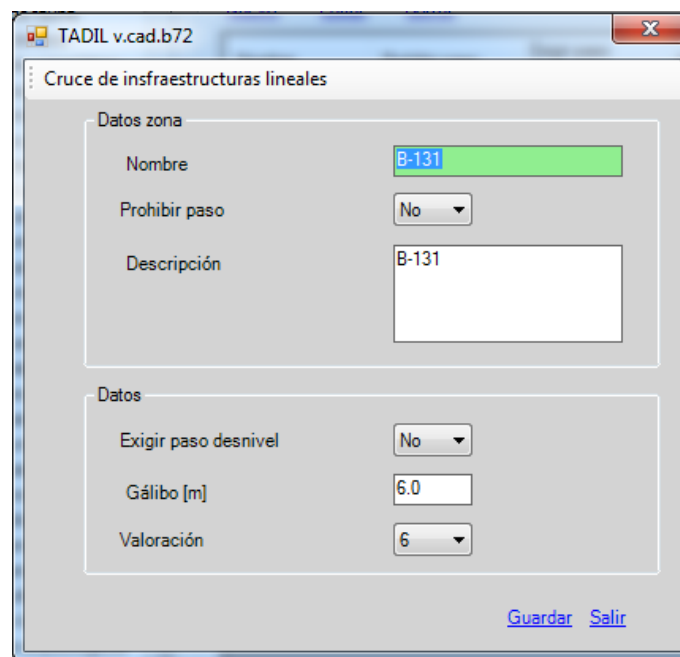 TADIL v.cad.b72
Cruce de insfraestructuras lineales
Datos zona
Nombre B-131
Prohibir paso No
Descripción B-131
Datos
Exigir paso desnivel No
Gálibo [m] 6.0
Valoración 6
Guardar Salir